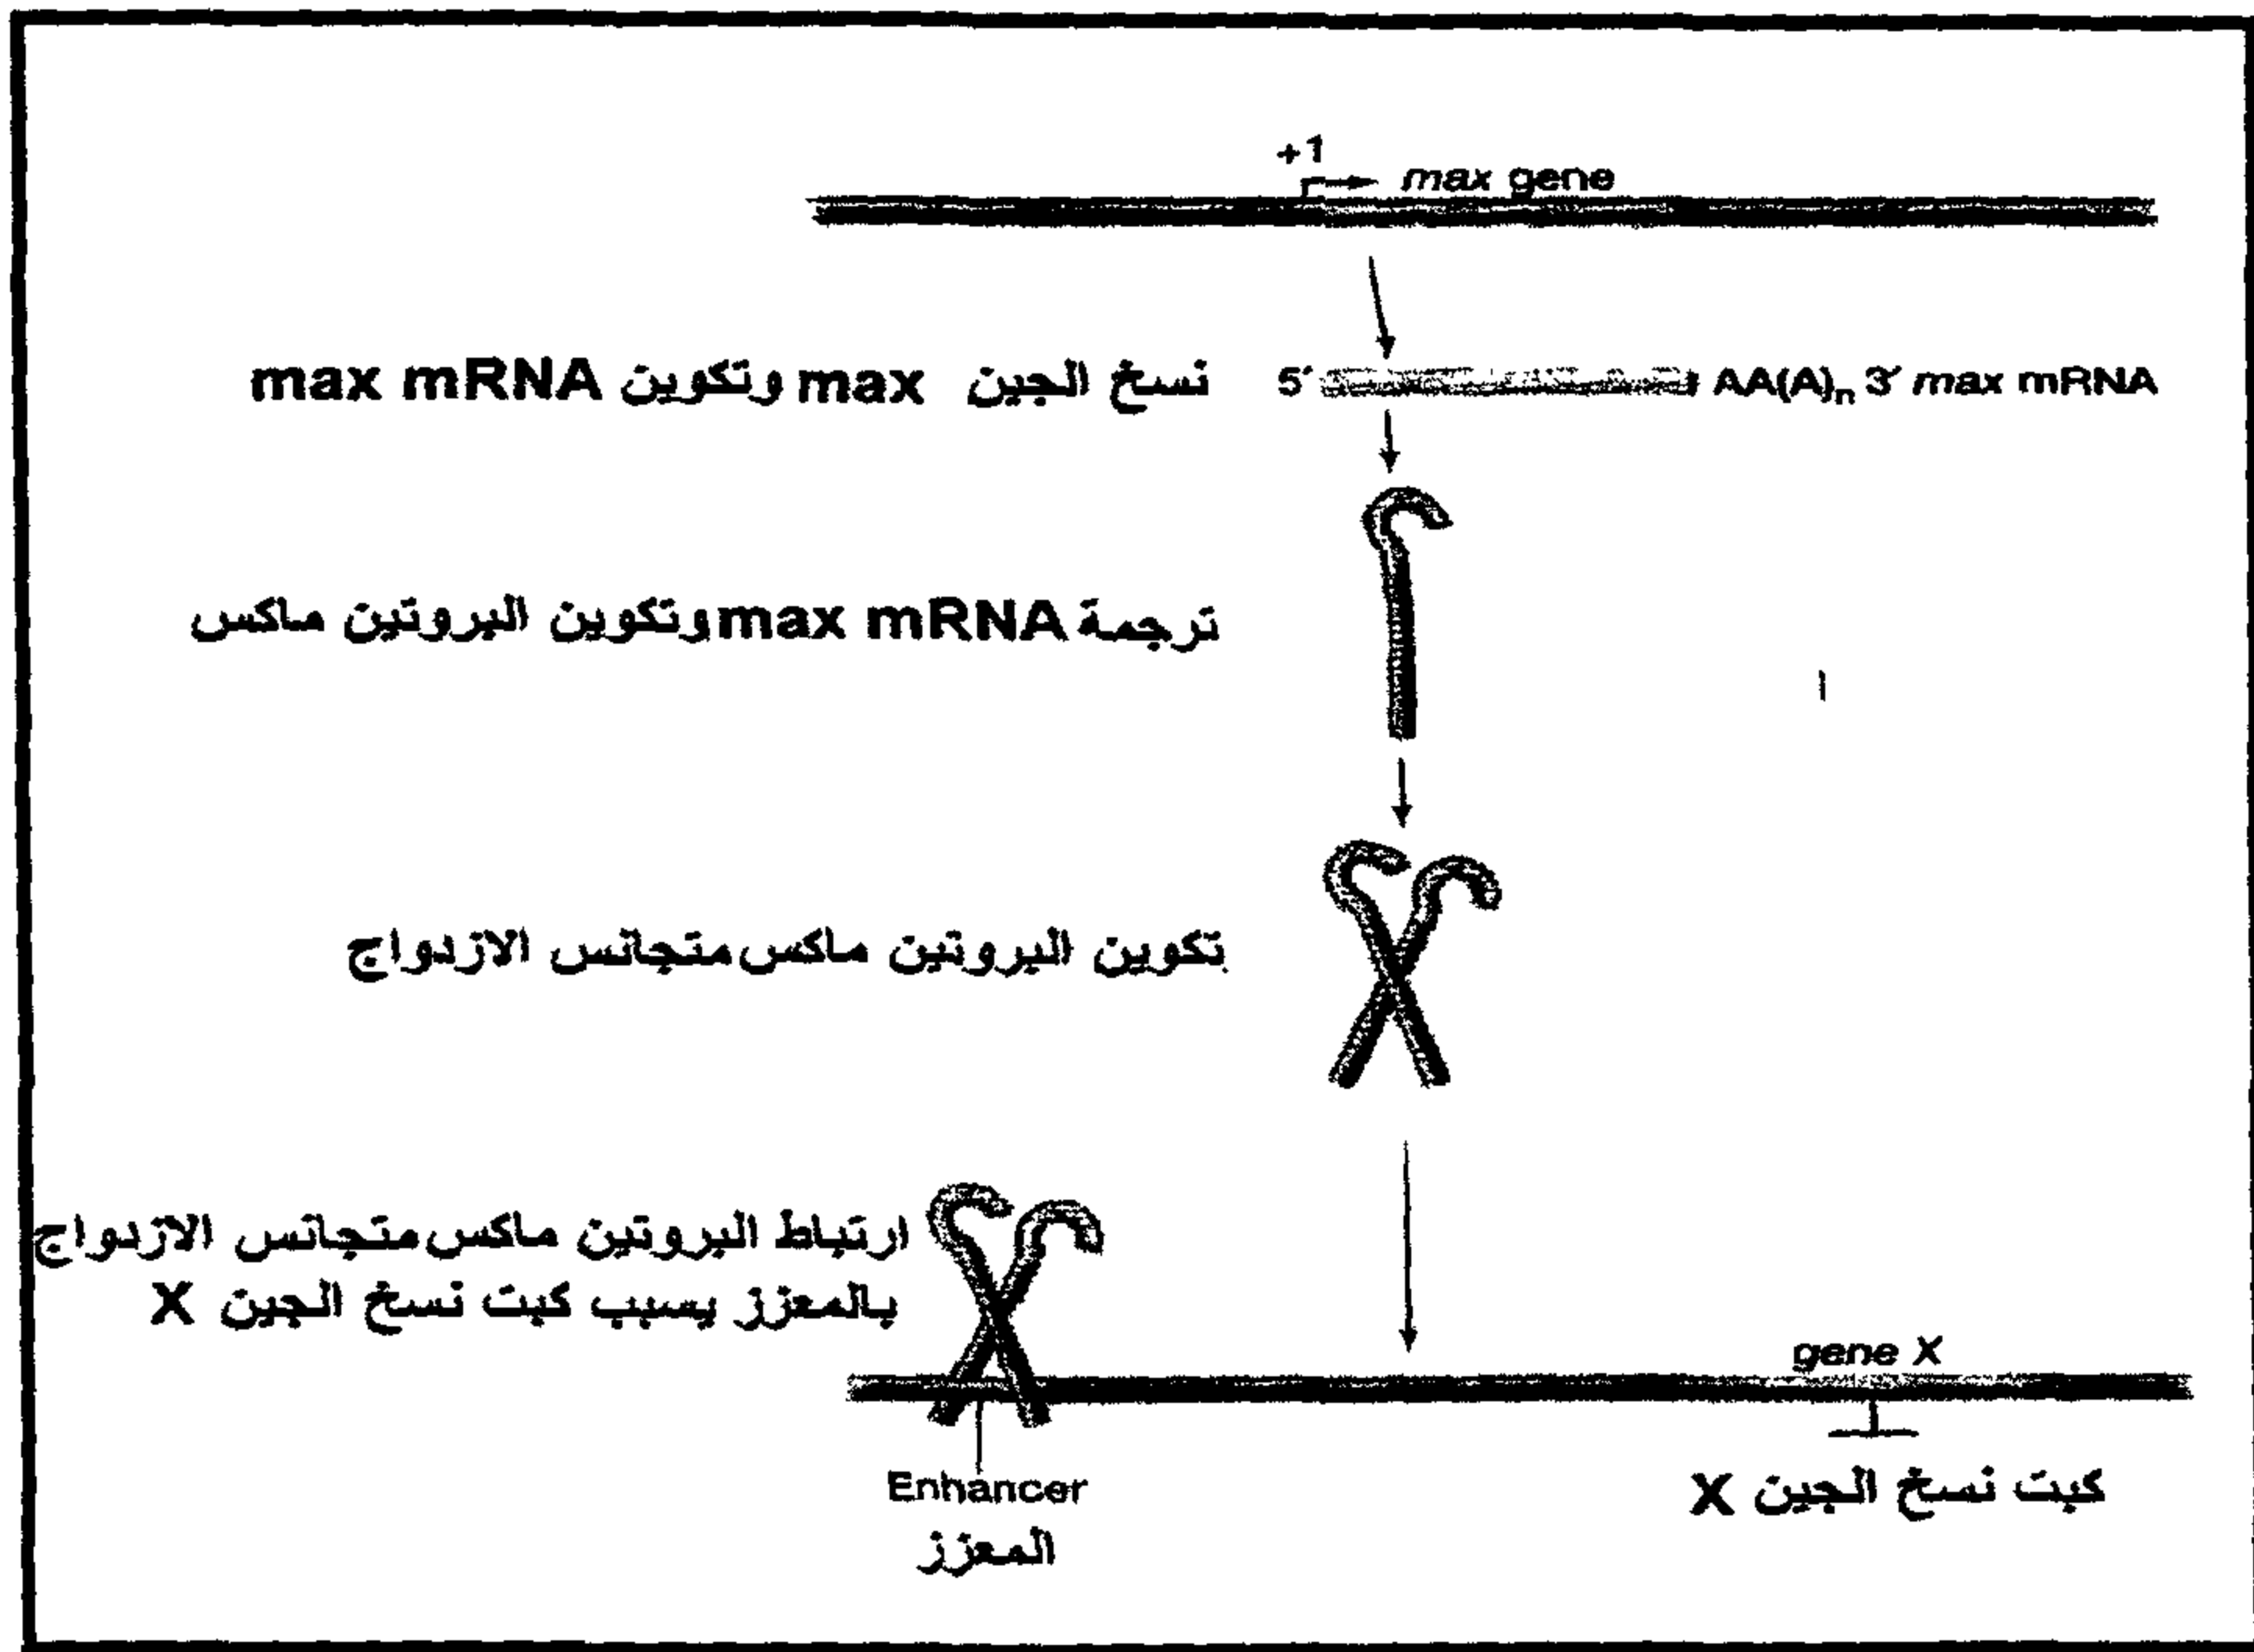 +1
max gene
نسخ الجين max وتكوين max mRNA
5′ AA(A)n 3′ max mRNA
ترجمة max mRNA وتكوين البروتين ماكس
تكوين البروتين ماكس متجانس الازدواج
ارتباط البروتين ماكس متجانس الازدواج
بالمعزز يسبب كبت نسخ الجين X
gene X
Enhancer
المعزز
كبت نسخ الجين X